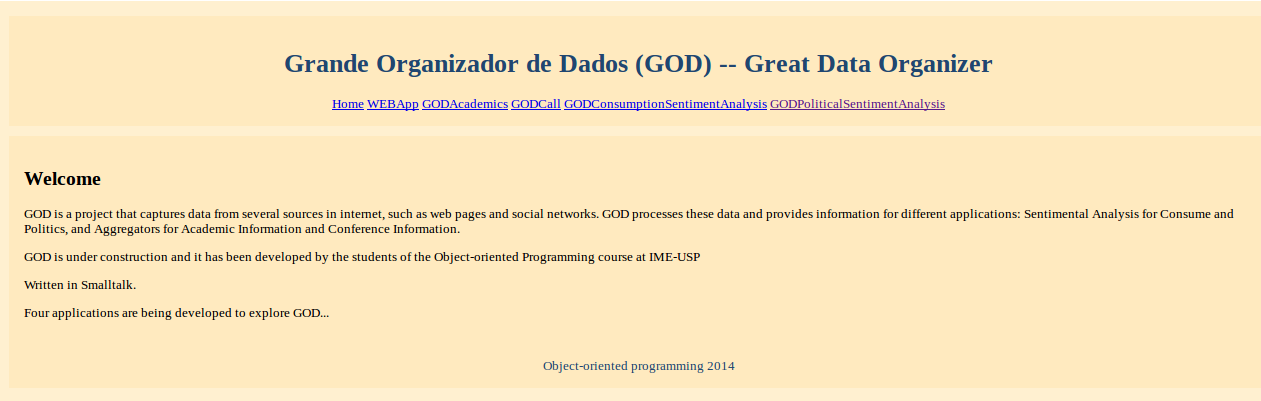 Grande Organizador de Dados (GOD) -- Great Data Organizer
Home WEBApp GODAcademics GODCall GODConsumptionSentimentAnalysis GODPoliticalSentimentAnalysis
Welcome
GOD is a project that captures data from several sources in internet, such as web pages and social networks. GOD processes these data and provides information for different applications: Sentimental Analysis for Consume and
Politics, and Aggregators for Academic Information and Conference Information.
GOD is under construction and it has been developed by the students of the Object-oriented Programming course at IME-USP
Written in Smalltalk.
Four applications are being developed to explore GOD...
Object-oriented programming 2014